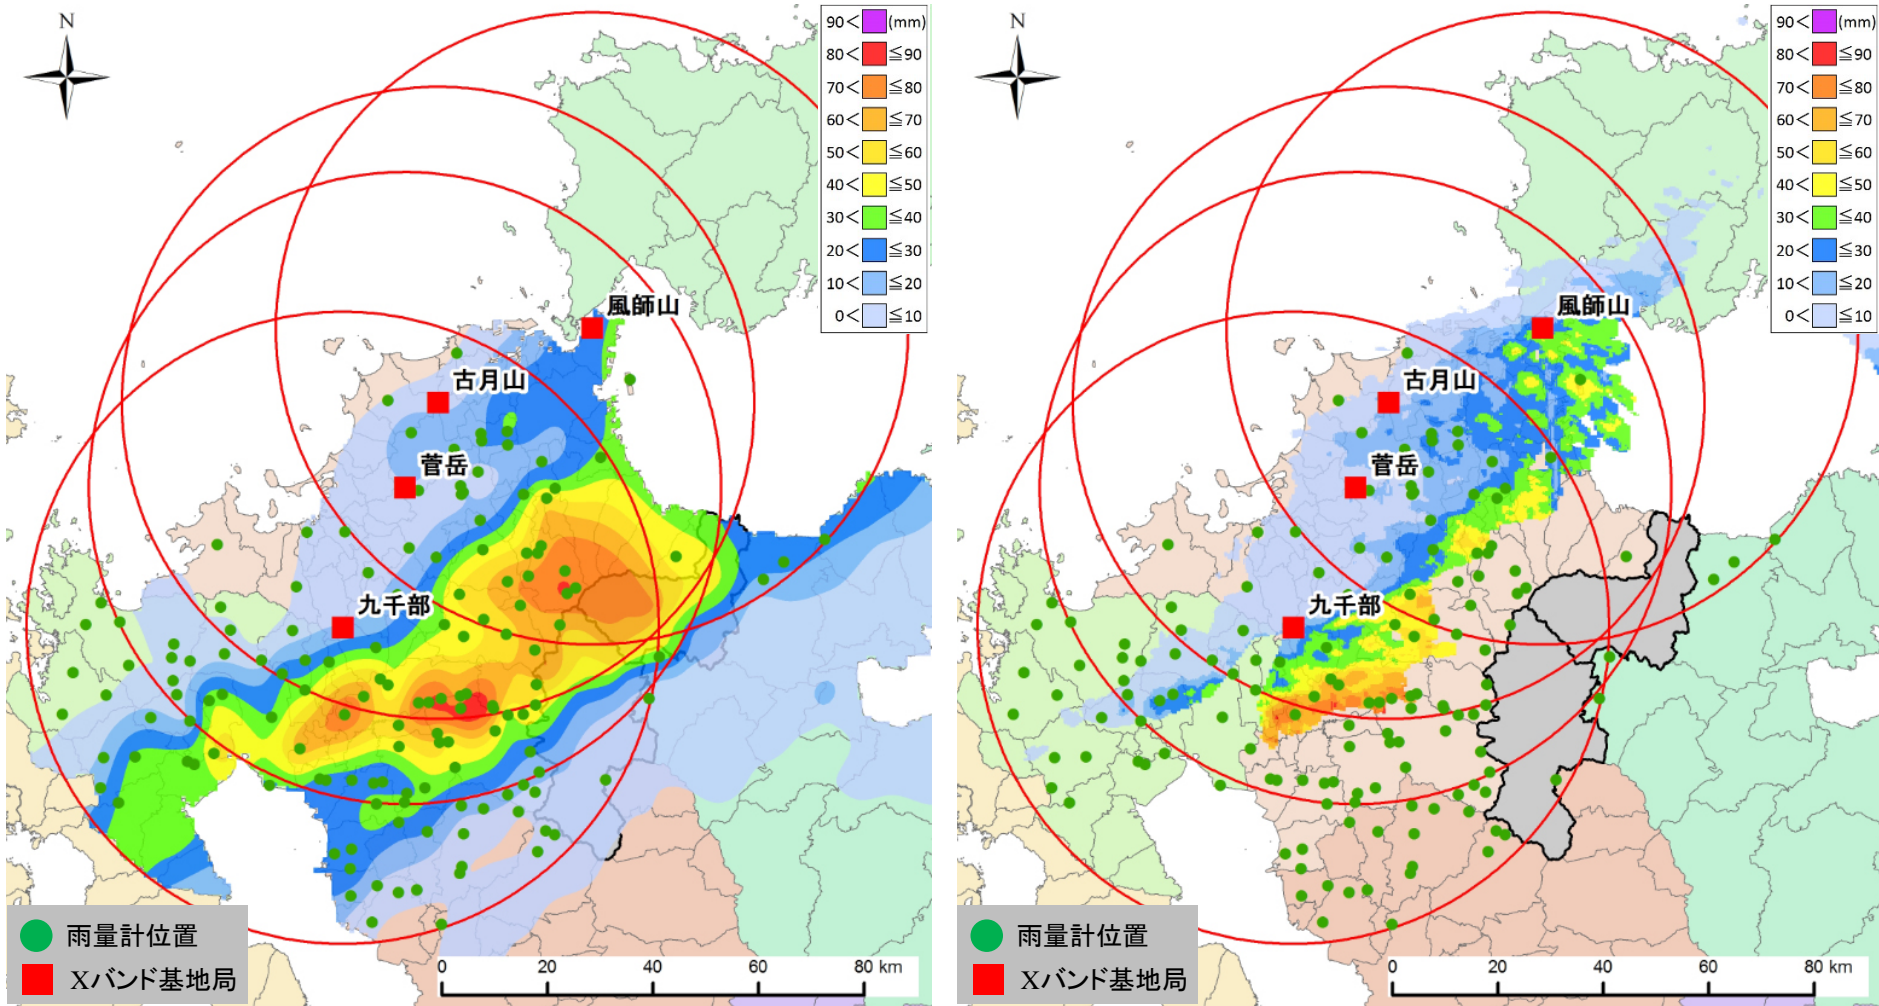 N
90< (mm)
80< ≦90
70< ≦80
60< ≦70
50< ≦60
40< ≦50
30< ≦40
20< ≦30
10< ≦20
0< ≦10
風師山
古月山
菅岳
九千部
雨量計位置
Xバンド基地局
0 20 40 60 80 km
N
90< (mm)
80< ≦90
70< ≦80
60< ≦70
50< ≦60
40< ≦50
30< ≦40
20< ≦30
10< ≦20
0< ≦10
風師山
古月山
菅岳
九千部
雨量計位置
Xバンド基地局
0 20 40 60 80 km